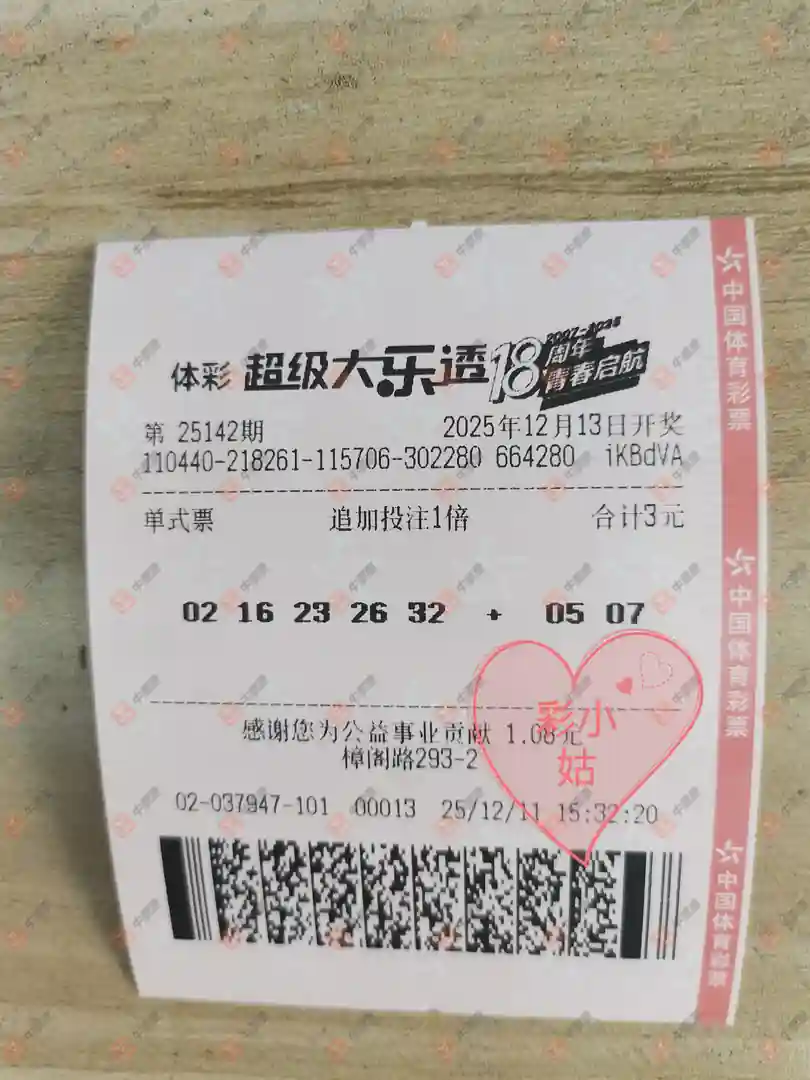 体彩 超级大乐透 18 周年 青春启航
2007-2025
第 25142期 2025年12月13日开奖
110440-218261-115706-302280 664280 iKBdVA
单式票 追加投注1倍 合计3元
02 16 23 26 32 + 05 07
感谢您为公益事业贡献 1.08元
樟阁路293-2
02-037947-101 00013 25/12/11 15:32:20
彩小
姑
中国体育彩票
中国体育彩票
中国体育彩票